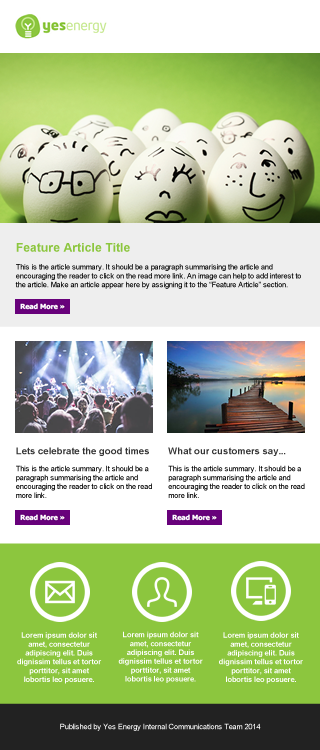 yesenergy
Feature Article Title
This is the article summary. It should be a paragraph summarising the article and
encouraging the reader to click on the read more link. An image can help to add interest to
the article. Make an article appear here by assigning it to the "Feature Article" section.
Read More »
Lets celebrate the good times
This is the article summary. It should be a
paragraph summarising the article and
encouraging the reader to click on the read
more link.
Read More »
What our customers say...
This is the article summary. It should be a
paragraph summarising the article and
encouraging the reader to click on the read
more link.
Read More »
Lorem ipsum dolor sit
amet, consectetur
adipiscing elit. Duis
dignissim tellus et tortor
porttitor, sit amet
lobortis leo posuere.
Lorem ipsum dolor sit
amet, consectetur
adipiscing elit. Duis
dignissim tellus et tortor
porttitor, sit amet
lobortis leo posuere.
Lorem ipsum dolor sit
amet, consectetur
adipiscing elit. Duis
dignissim tellus et tortor
porttitor, sit amet
lobortis leo posuere.
Published by Yes Energy Internal Communications Team 2014